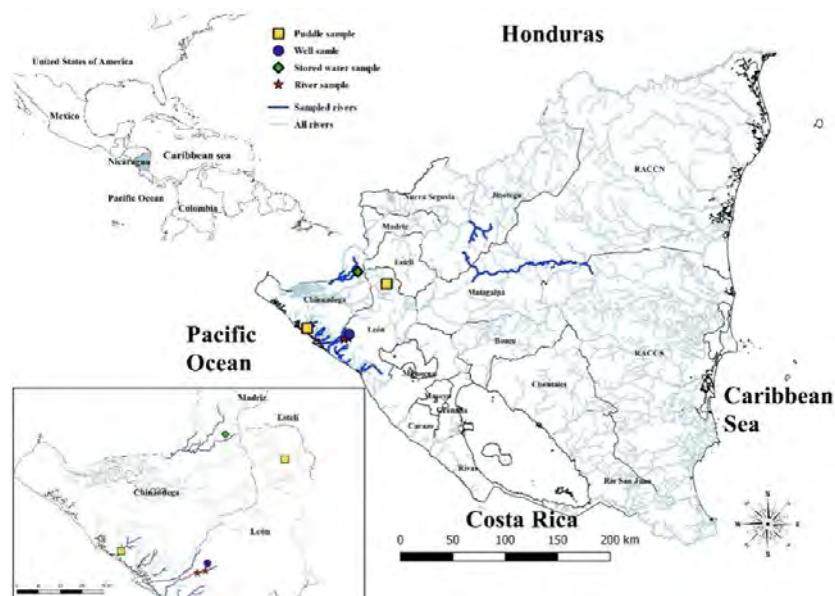 Puddle sample
Well samle
Stored water sample
River sample
Sampled rivers
All rivers
United States of America
Mexico
Nicaragua
Caribbean sea
Pacific Ocean
Colombia
Honduras
RACCN
Nueva Segovia
Jinotega
Madriz
Estelí
Chinandega
Matagalpa
León
Boaco
Managua
Masaya
Granada
Carazo
Rivas
Chontales
RACCS
Río San Juan
Pacific
Ocean
Caribbean
Sea
Costa Rica
0 50 100 150 200 km
N
W
E
S
Madriz
Estelí
Chinandega
León